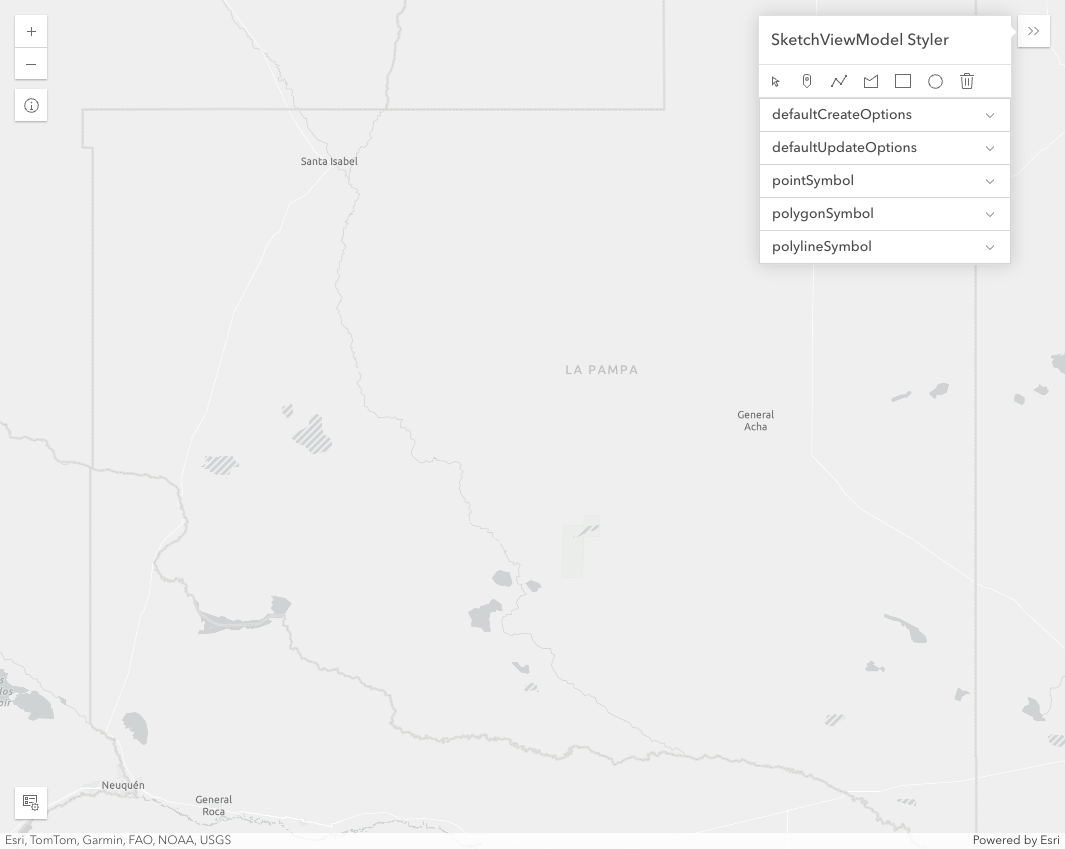 SketchViewModel Styler
defaultCreateOptions
defaultUpdateOptions
pointSymbol
polygonSymbol
polylineSymbol
Santa Isabel
LA PAMPA
General
Acha
Neuquén
General
Roca
Esri, TomTom, Garmin, FAO, NOAA, USGS
Powered by Esri